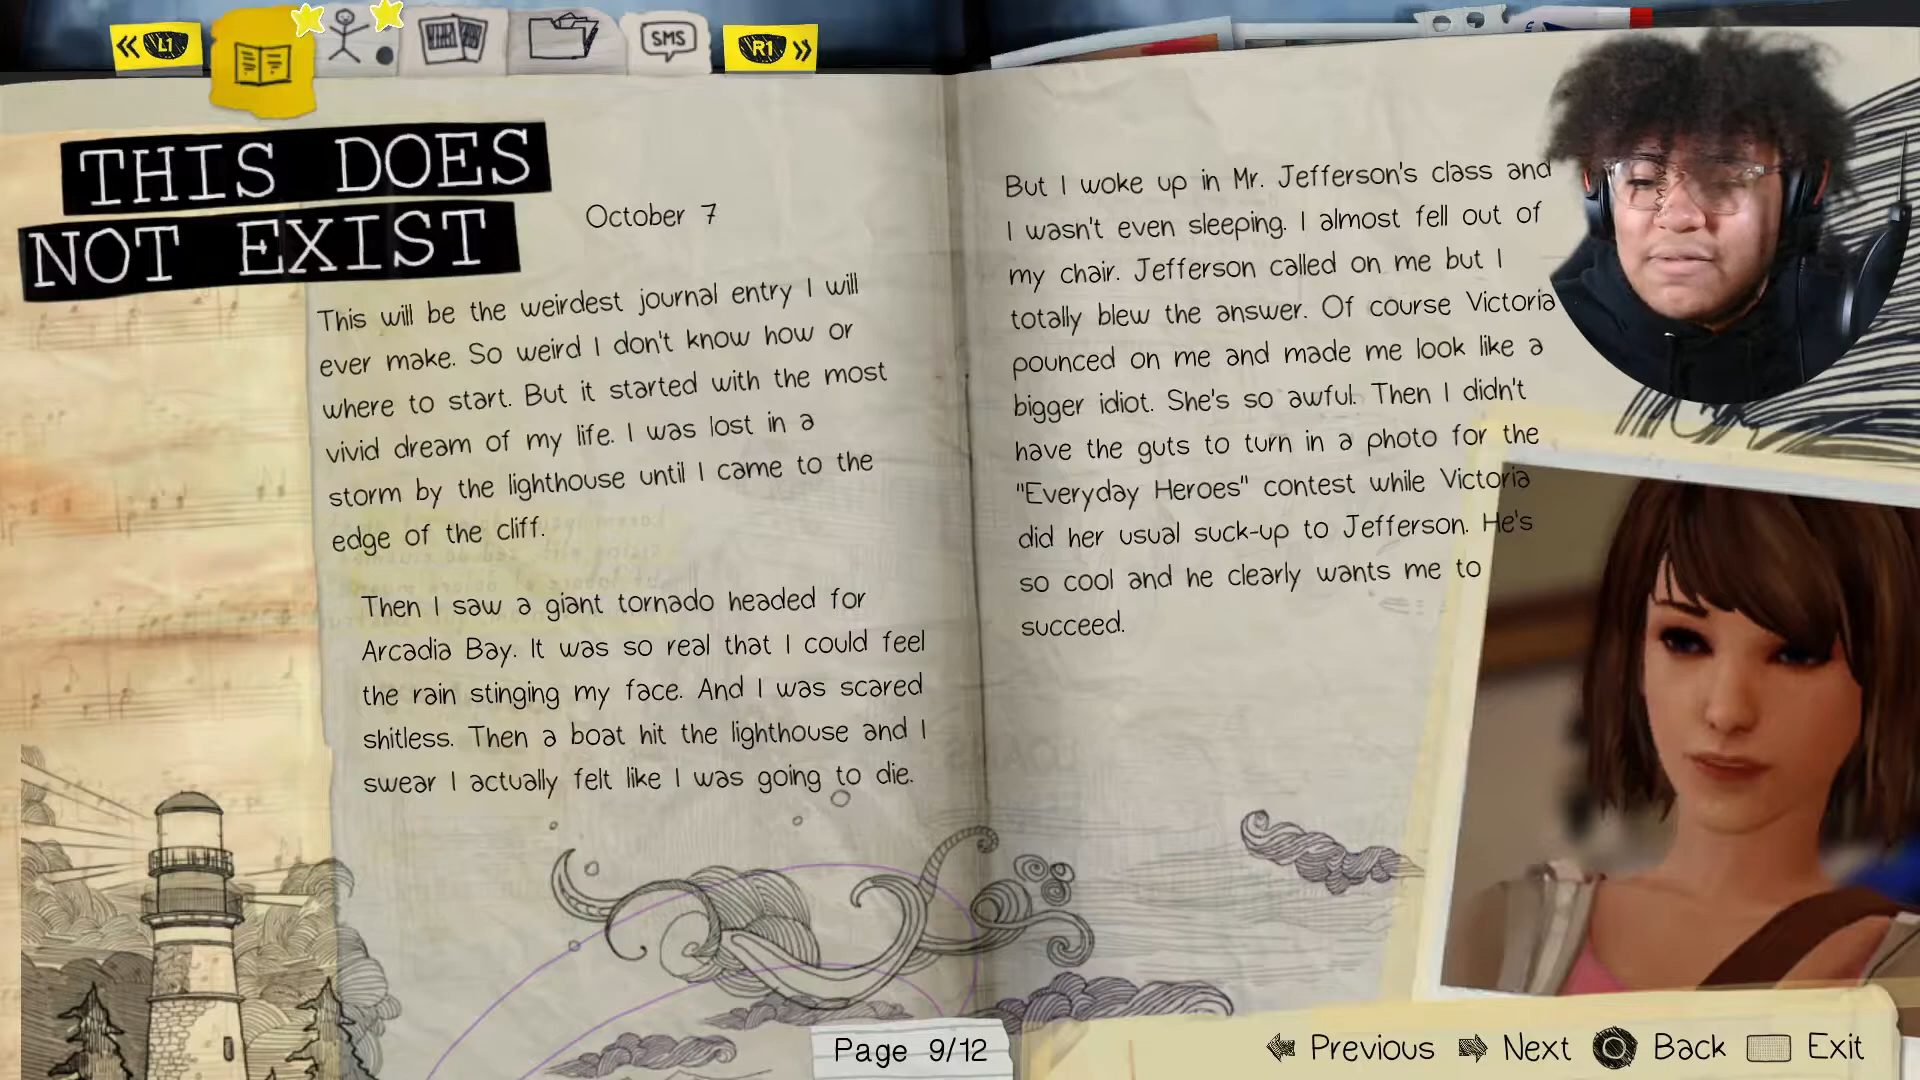 L1
SMS
R1
THIS DOES
NOT EXIST
October 7
This will be the weirdest journal entry I will
ever make. So weird I don't know how or
where to start. But it started with the most
vivid dream of my life. I was lost in a
storm by the lighthouse until I came to the
edge of the cliff.
Then I saw a giant tornado headed for
Arcadia Bay. It was so real that I could feel
the rain stinging my face. And I was scared
shitless. Then a boat hit the lighthouse and I
swear I actually felt like I was going to die.
But I woke up in Mr. Jefferson's class and
I wasn't even sleeping. I almost fell out of
my chair. Jefferson called on me but I
totally blew the answer. Of course Victoria
pounced on me and made me look like a
bigger idiot. She's so awful. Then I didn't
have the guts to turn in a photo for the
"Everyday Heroes" contest while Victoria
did her usual suck-up to Jefferson. He's
so cool and he clearly wants me to
succeed.
Page 9/12
Previous
Next
Back
Exit